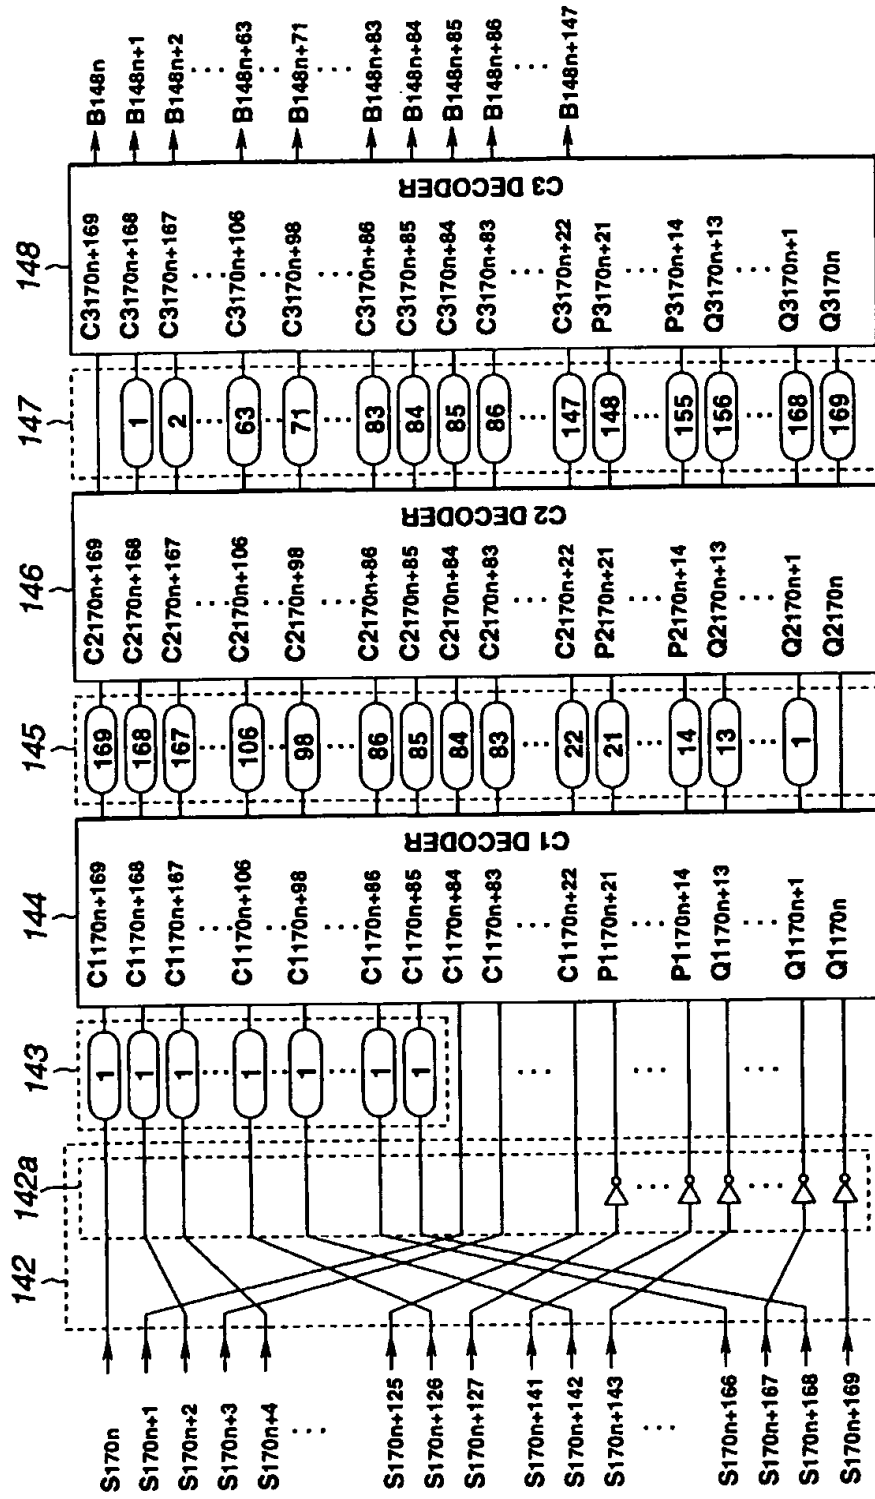 S170n
S170n+1
S170n+2
S170n+3
S170n+4
...
S170n+125
S170n+126
S170n+127
S170n+141
S170n+142
S170n+143
...
S170n+166
S170n+167
S170n+168
S170n+169
142
142a
143
1
1
1
...
1
...
1
...
1
1
...
...
...
144
C1170n+169
C1170n+168
C1170n+167
...
C1170n+106
...
C1170n+98
...
C1170n+86
C1170n+85
C1170n+84
C1170n+83
...
C1170n+22
P1170n+21
...
P1170n+14
Q1170n+13
...
Q1170n+1
Q1170n
C1 DECODER
145
169
168
167
...
106
...
98
...
86
85
84
83
...
22
21
...
14
13
...
1
146
C2170n+169
C2170n+168
C2170n+167
...
C2170n+106
...
C2170n+98
...
C2170n+86
C2170n+85
C2170n+84
C2170n+83
...
C2170n+22
P2170n+21
...
P2170n+14
Q2170n+13
...
Q2170n+1
Q2170n
C2 DECODER
147
1
2
...
63
...
71
...
83
84
85
86
...
147
148
...
155
156
...
168
169
148
C3170n+169
C3170n+168
C3170n+167
...
C3170n+106
...
C3170n+98
...
C3170n+86
C3170n+85
C3170n+84
C3170n+83
...
C3170n+22
P3170n+21
...
P3170n+14
Q3170n+13
...
Q3170n+1
Q3170n
C3 DECODER
B148n
B148n+1
B148n+2
...
B148n+63
...
B148n+71
...
B148n+83
B148n+84
B148n+85
B148n+86
...
B148n+147